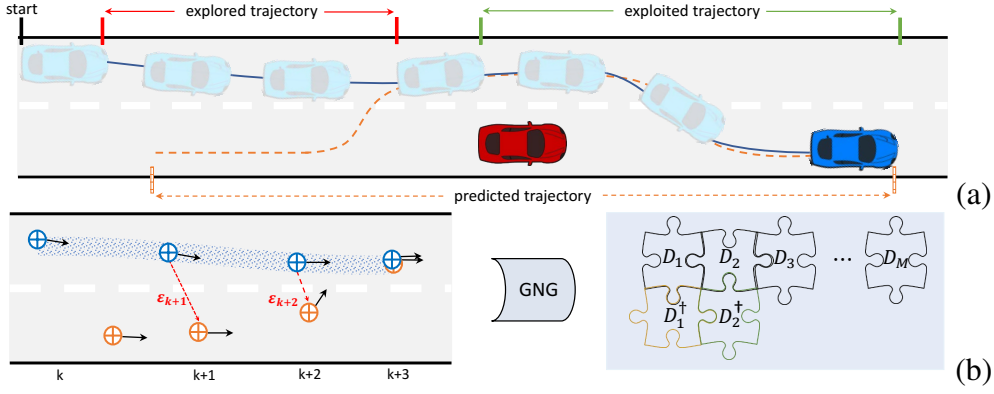 start
explored trajectory
exploited trajectory
predicted trajectory
(a)
ε_{k+1}
ε_{k+2}
k
k+1
k+2
k+3
GNG
D_1 D_2 D_3 ... D_M
D_1^† D_2^†
(b)